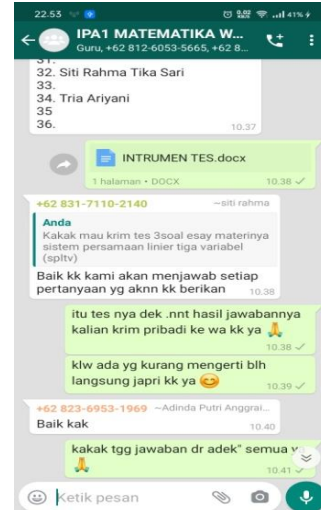 22.53
41%
IPA1 MATEMATIKA W...
Guru, +62 812-6053-5665, +62 8...
31.
32. Siti Rahma Tika Sari
33.
34. Tria Ariyani
35
36.
10.37
INTRUMEN TES.docx
1 halaman • DOCX
10.38
+62 831-7110-2140 ~siti rahma
Anda
Kakak mau krim tes 3soal esay materinya
sistem persamaan linier tiga variabel
(spltv)
Baik kk kami akan menjawab setiap
pertanyaan yg aknn kk berikan
10.38
itu tes nya dek .nnt hasil jawabannya
kalian krim pribadi ke wa kk ya 🙏
10.38
klw ada yg kurang mengerti blh
langsung japri kk ya 😊
10.39
+62 823-6953-1969 ~Adinda Putri Anggrai...
Baik kak
10.40
kakak tgg jawaban dr adek" semua
🙏
10.41
Ketik pesan